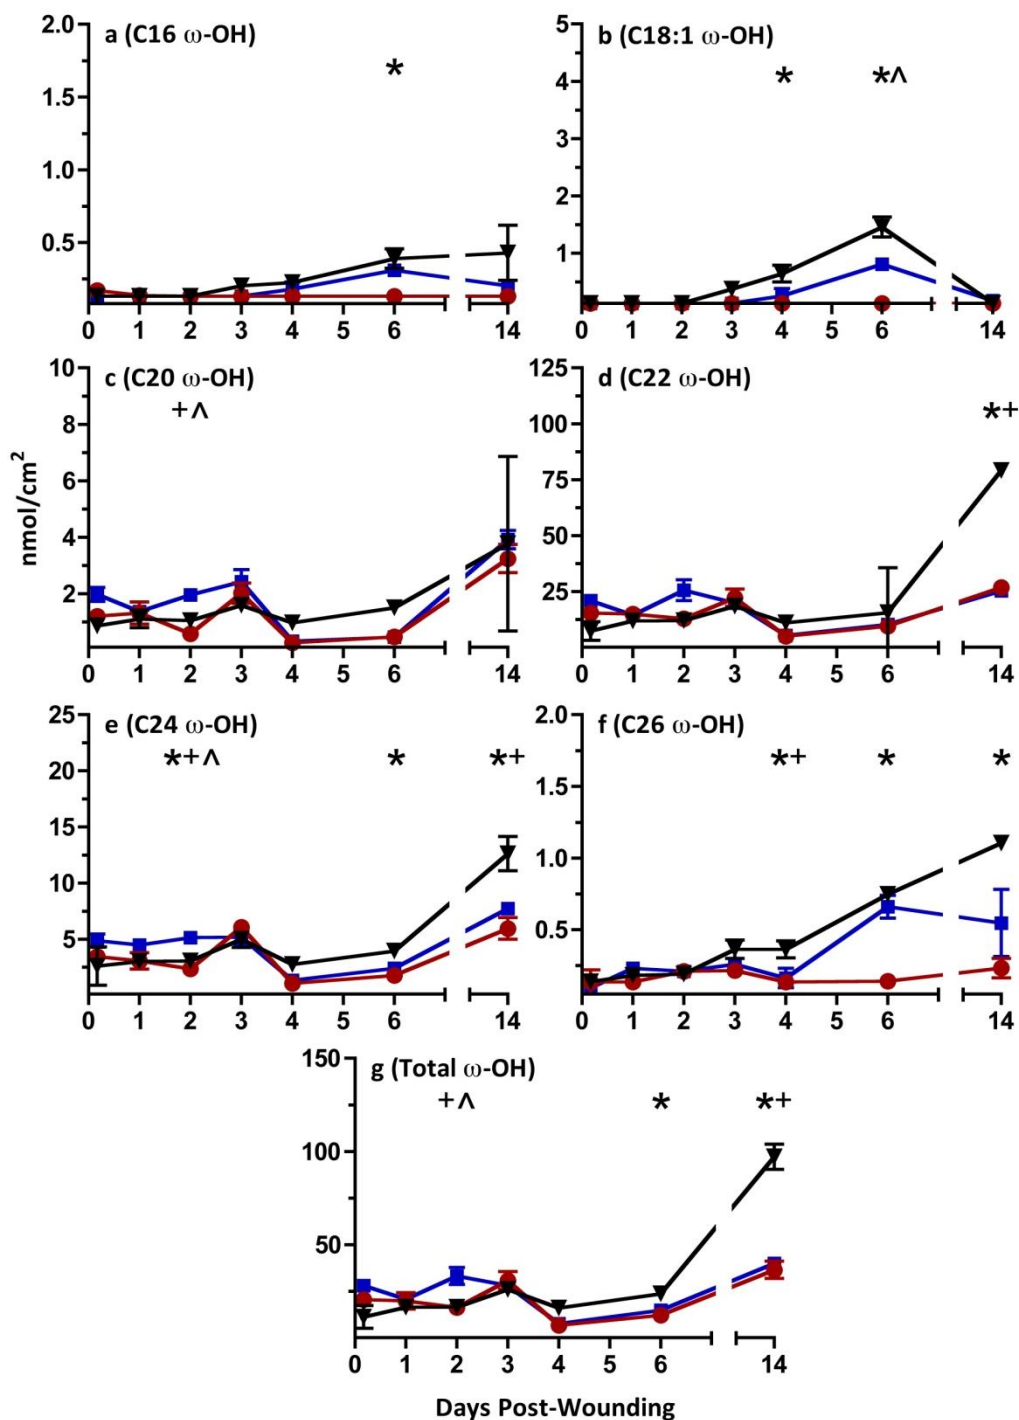 a (C16 ω-OH)
*
2.0
1.5
1.0
0.5
0 1 2 3 4 5 6 14
b (C18:1 ω-OH)
* *^
5
4
3
2
1
0 1 2 3 4 5 6 14
c (C20 ω-OH)
+^
10
8
6
4
2
0 1 2 3 4 5 6 14
d (C22 ω-OH)
*+
125
100
75
50
25
0 1 2 3 4 5 6 14
nmol/cm²
e (C24 ω-OH)
*+^ * *+
25
20
15
10
5
0 1 2 3 4 5 6 14
f (C26 ω-OH)
*+ * *
2.0
1.5
1.0
0.5
0 1 2 3 4 5 6 14
g (Total ω-OH)
+^ * *+
150
100
50
0 1 2 3 4 5 6 14
Days Post-Wounding